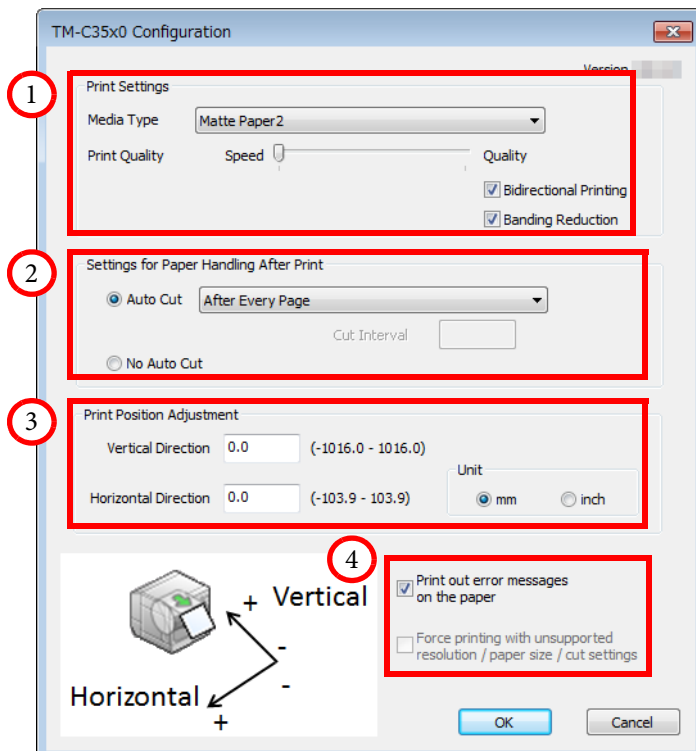 TM-C35x0 Configuration
Version
1
Print Settings
Media Type Matte Paper2
Print Quality Speed Quality
Bidirectional Printing
Banding Reduction
2
Settings for Paper Handling After Print
Auto Cut After Every Page
Cut Interval
No Auto Cut
3
Print Position Adjustment
Vertical Direction 0.0 (-1016.0 - 1016.0)
Unit
Horizontal Direction 0.0 (-103.9 - 103.9) mm inch
4
Print out error messages
on the paper
Force printing with unsupported
resolution / paper size / cut settings
+ Vertical
-
-
Horizontal
+
OK Cancel